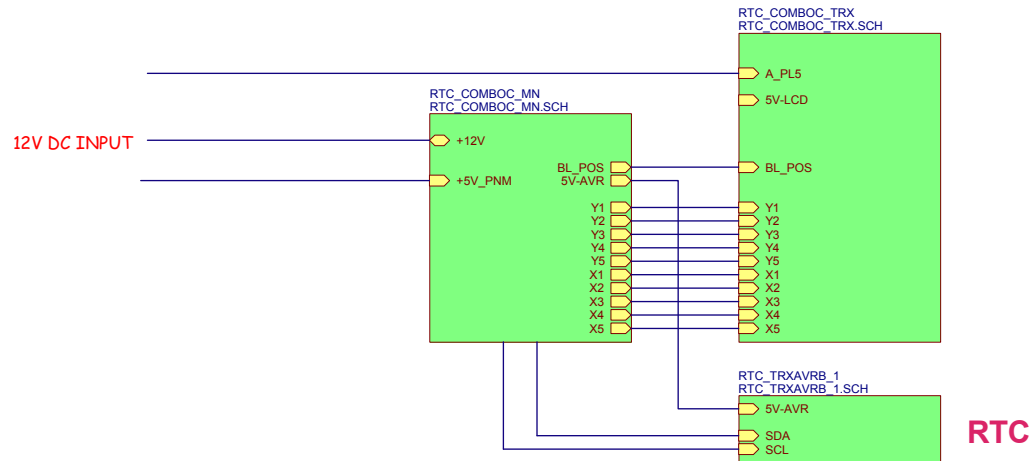 RTC_COMBOC_TRX
RTC_COMBOC_TRX.SCH
A_PL5
5V-LCD
BL_POS
Y1
Y2
Y3
Y4
Y5
X1
X2
X3
X4
X5
RTC_COMBOC_MN
RTC_COMBOC_MN.SCH
12V DC INPUT
+12V
+5V_PNM
BL_POS
5V-AVR
Y1
Y2
Y3
Y4
Y5
X1
X2
X3
X4
X5
RTC_TRXAVRB_1
RTC_TRXAVRB_1.SCH
5V-AVR
SDA
SCL
RTC